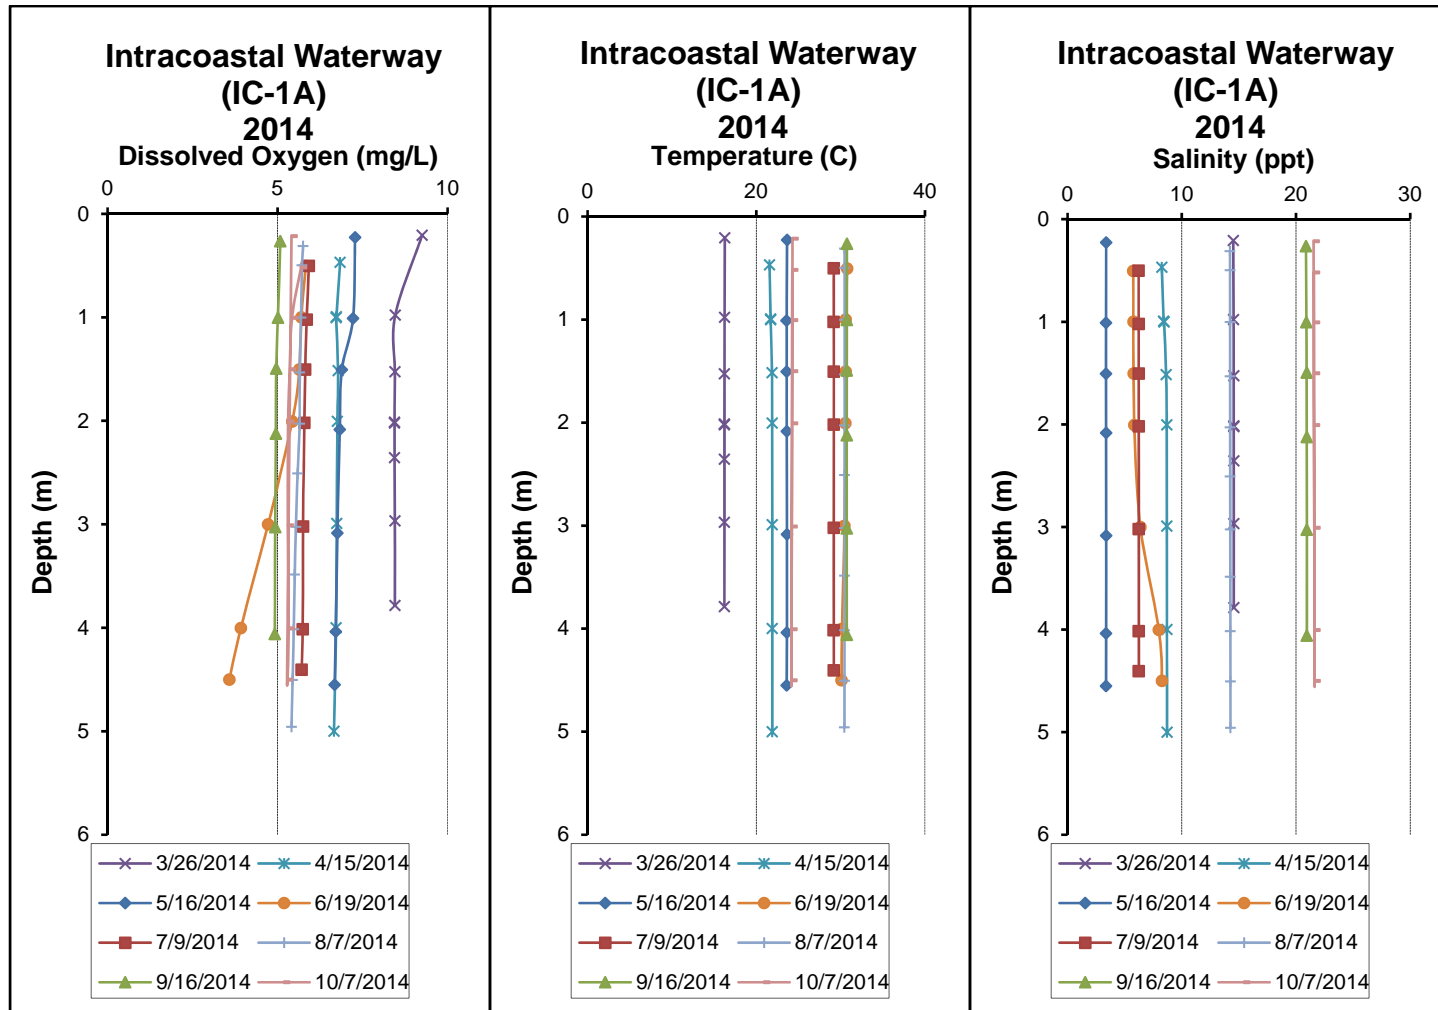 Intracoastal Waterway
(IC-1A)
2014
Dissolved Oxygen (mg/L)
0 5 10
0
1
2
3
4
5
6
Depth (m)
3/26/2014 4/15/2014
5/16/2014 6/19/2014
7/9/2014 8/7/2014
9/16/2014 10/7/2014
Intracoastal Waterway
(IC-1A)
2014
Temperature (C)
0 20 40
0
1
2
3
4
5
6
Depth (m)
3/26/2014 4/15/2014
5/16/2014 6/19/2014
7/9/2014 8/7/2014
9/16/2014 10/7/2014
Intracoastal Waterway
(IC-1A)
2014
Salinity (ppt)
0 10 20 30
0
1
2
3
4
5
6
Depth (m)
3/26/2014 4/15/2014
5/16/2014 6/19/2014
7/9/2014 8/7/2014
9/16/2014 10/7/2014